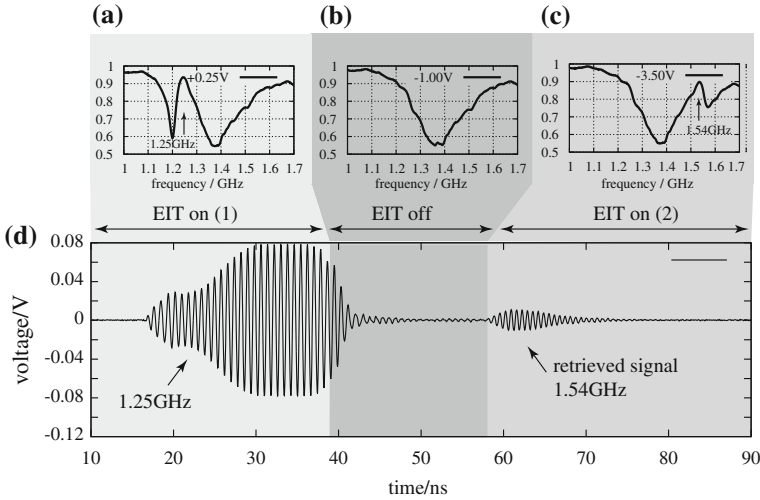 (a) (b) (c)
1
0.9
0.8
0.7
0.6
0.5
+0.25V
1.25GHz
1 1.1 1.2 1.3 1.4 1.5 1.6 1.7
frequency / GHz
1
0.9
0.8
0.7
0.6
0.5
-1.00V
1 1.1 1.2 1.3 1.4 1.5 1.6 1.7
frequency / GHz
1
0.9
0.8
0.7
0.6
0.5
-3.50V
1.54GHz
1 1.1 1.2 1.3 1.4 1.5 1.6 1.7
frequency / GHz
EIT on (1) EIT off EIT on (2)
(d)
voltage/V
0.08
0.04
0
-0.04
-0.08
-0.12
1.25GHz
retrieved signal
1.54GHz
10 20 30 40 50 60 70 80 90
time/ns